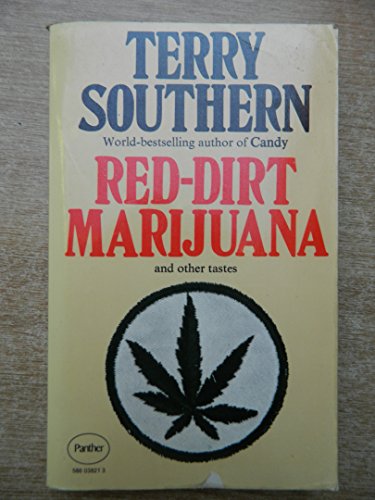 TERRY
SOUTHERN
World-bestselling author of Candy
RED-DIRT
MARIJUANA
and other tastes
Panther
586 03821 3